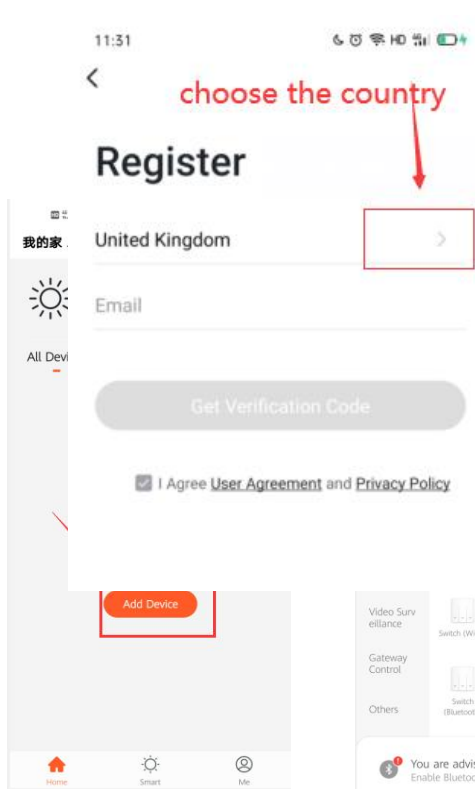 11:31
HD
choose the country
Register
United Kingdom
Email
Get Verification Code
I Agree User Agreement and Privacy Policy
我的家
All Devi
Add Device
Home
Smart
Me
Video Surv
eillance
Switch (Wi
Gateway
Control
Switch
(Bluetoot
Others
You are advis
Enable Bluetoo